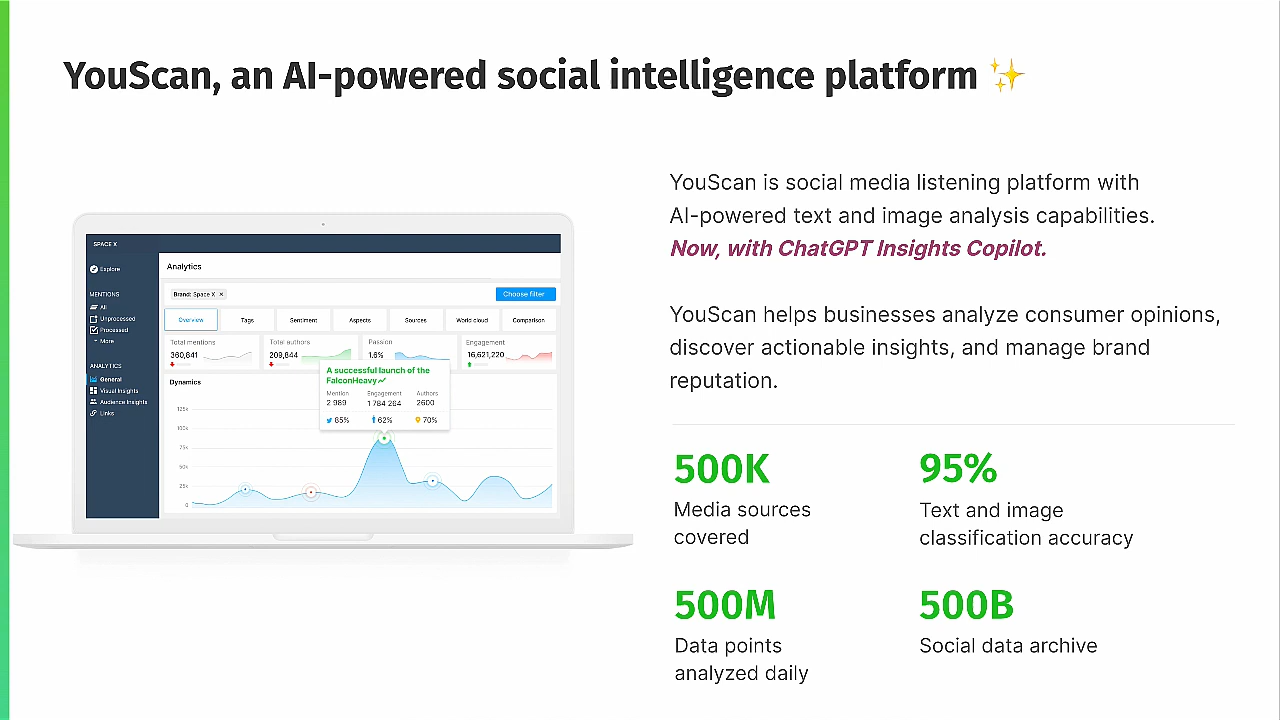 YouScan, an AI-powered social intelligence platform ✨
YouScan is social media listening platform with
AI-powered text and image analysis capabilities.
Now, with ChatGPT Insights Copilot.
YouScan helps businesses analyze consumer opinions,
discover actionable insights, and manage brand
reputation.
500K
Media sources
covered
95%
Text and image
classification accuracy
500M
Data points
analyzed daily
500B
Social data archive
SPACE X
Explore
MENTIONS
All
Unprocessed
Processed
More
ANALYTICS
General
Visual Insights
Audience Insights
Links
Analytics
Brand: Space X ×
Choose filter
Overview
Tags
Sentiment
Aspects
Sources
World cloud
Comparison
Total mentions
360,841
Total authors
209,844
Passion
1.6%
Engagement
16,621,220
Dynamics
A successful launch of the
FalconHeavy
Mention Engagement Authors
2 989 1 784 264 2600
85% 62% 70%
125k
100k
75k
50k
25k
0